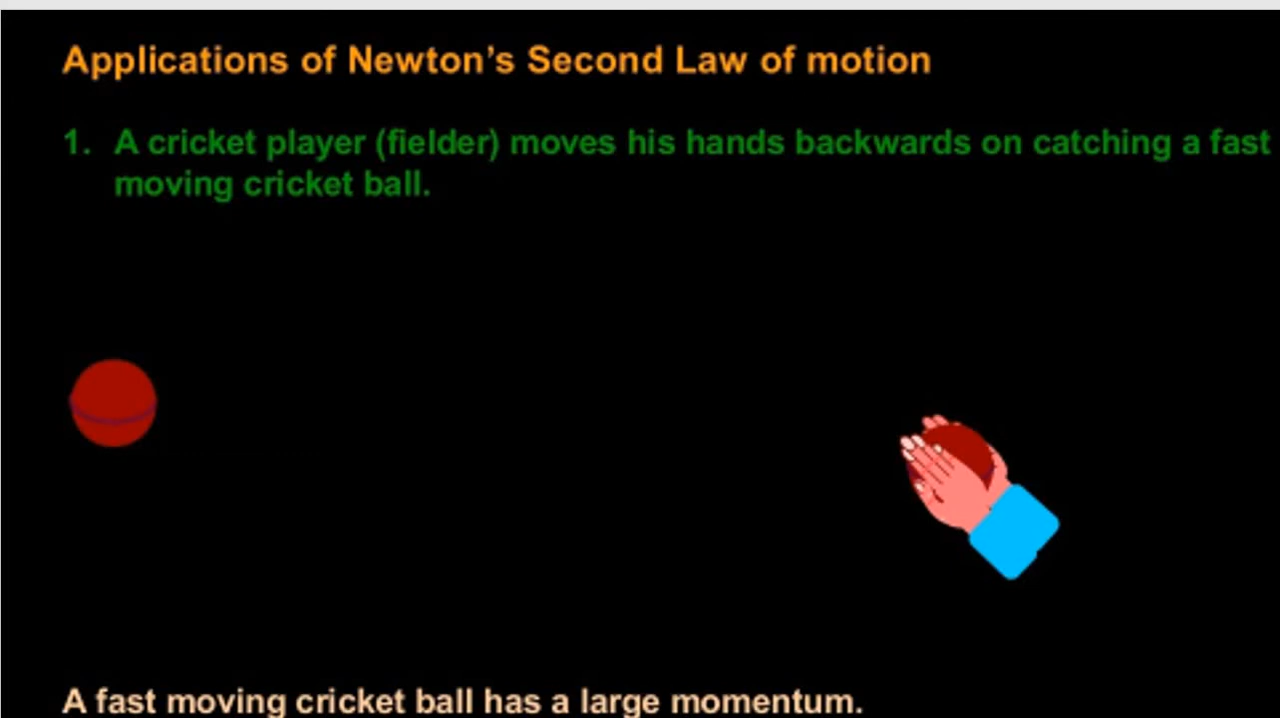 Applications of Newton’s Second Law of motion
1. A cricket player (fielder) moves his hands backwards on catching a fast
moving cricket ball.
A fast moving cricket ball has a large momentum.